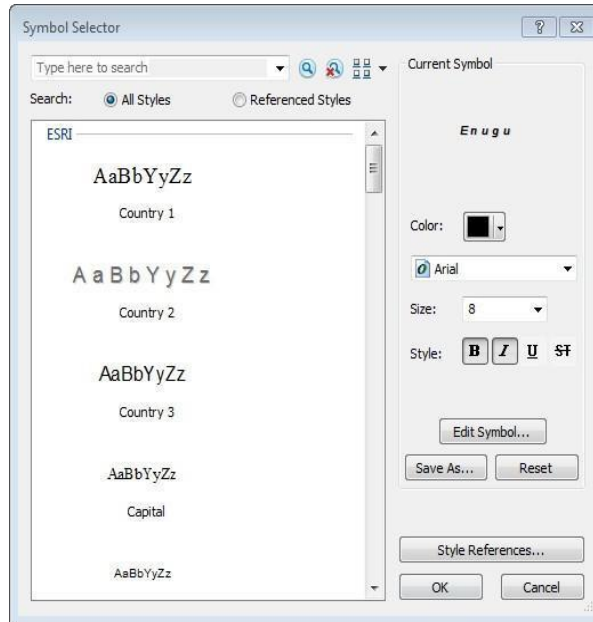 Symbol Selector
Type here to search
Search:
All Styles
Referenced Styles
ESRI
AaBbYyZz
Country 1
AaBbYyZz
Country 2
AaBbYyZz
Country 3
AaBbYyZz
Capital
AaBbYyZz
Current Symbol
Enugu
Color:
Arial
Size: 8
Style: B I U ST
Edit Symbol...
Save As... Reset
Style References...
OK Cancel